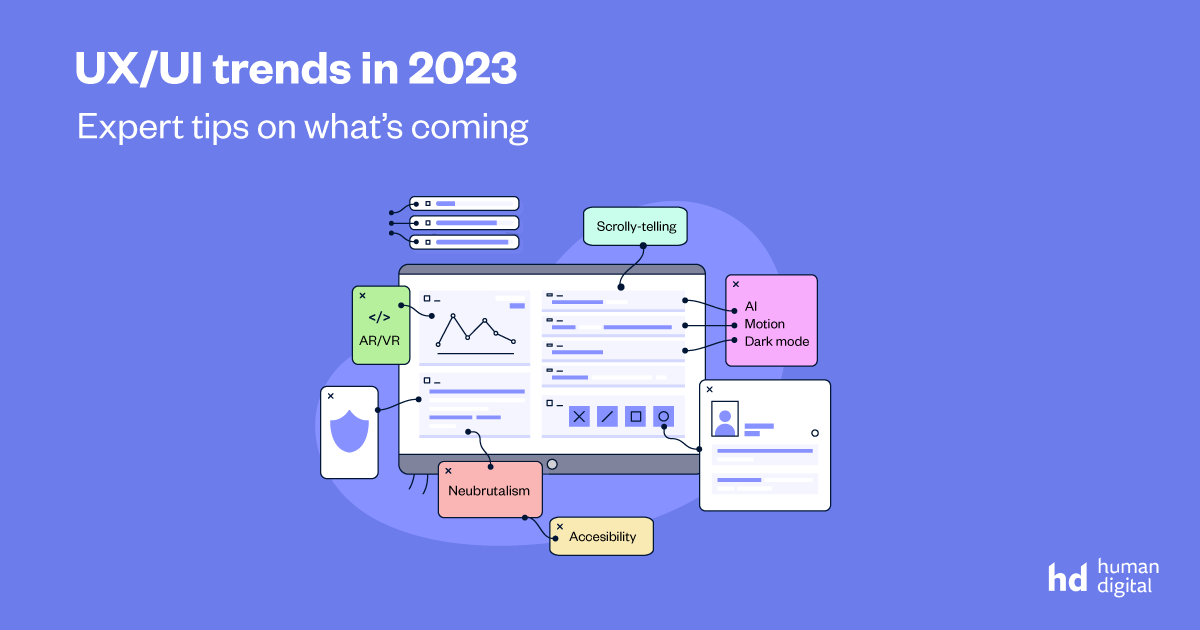 UX/UI trends in 2023
Expert tips on what’s coming
Scrolly-telling
</>
AR/VR
AI
Motion
Dark mode
Neubrutalism
Accesibility
hd
human
digital